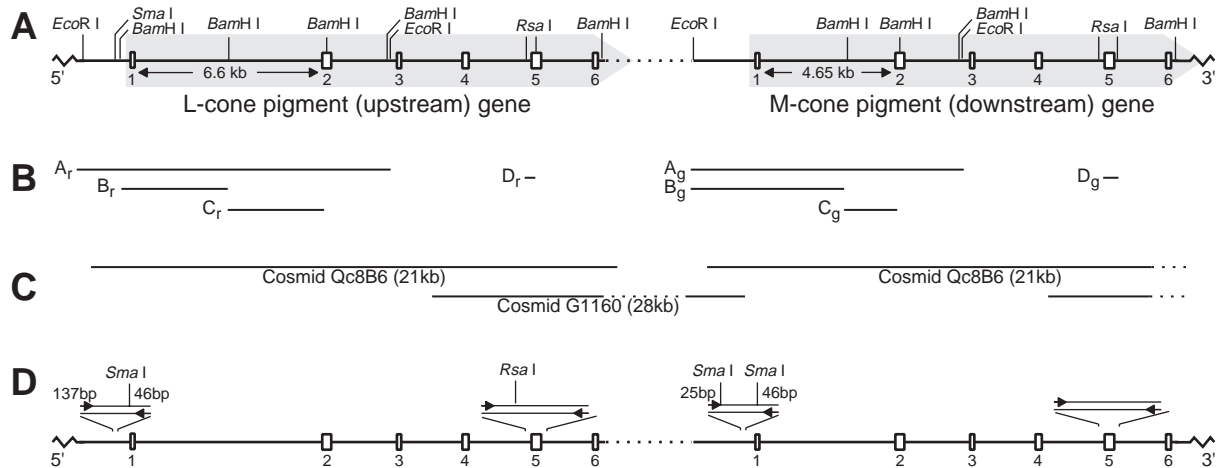 A
EcoR I
Sma I
BamH I
BamH I
BamH I
BamH I
EcoR I
Rsa I
BamH I
EcoR I
BamH I
BamH I
BamH I
EcoR I
Rsa I
BamH I
5'
1
6.6 kb
2
3
4
5
6
1
4.65 kb
2
3
4
5
6
3'
L-cone pigment (upstream) gene
M-cone pigment (downstream) gene
B
Ar
Br
Cr
Dr
Ag
Bg
Cg
Dg
C
Cosmid Qc8B6 (21kb)
Cosmid G1160 (28kb)
Cosmid Qc8B6 (21kb)
D
137bp
Sma I
46bp
Rsa I
Sma I
25bp
46bp
5'
1
2
3
4
5
6
1
2
3
4
5
6
3'